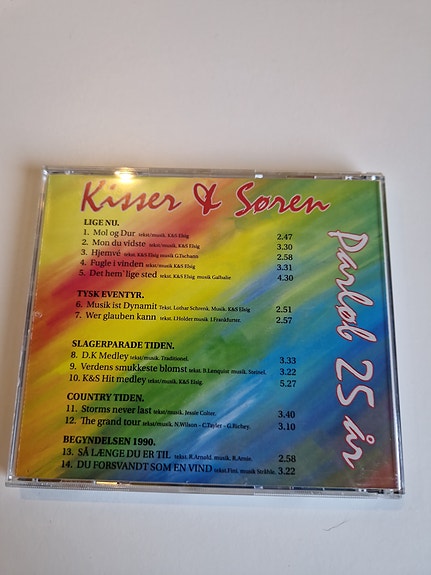 Kisser & Søren
Parløb 25 år
LIGE NU.
1. Mol og Dur tekst/musik. K&S Elsig 2.47
2. Mon du vidste tekst/musik. K&S Elsig 3.30
3. Hjemvé tekst. K&S Elsig musik G.Eschann 2.58
4. Fugle i vinden tekst/musik K&S Elsig 3.31
5. Det hem'lige sted tekst. K&S Elsig musik Galbalie. 4.30
TYSK EVENTYR.
6. Musik ist Dynamit Tekst. Lothar Schrenk. Musik. K&S Elsig 2.51
7. Wer glauben kann tekst. J.Holder musik J.Frankfurter. 2.57
SLAGERPARADE TIDEN.
8. D.K Medley tekst/musik. Traditionel. 3.33
9. Verdens smukkeste blomst tekst. B.Lunquist musik. Steinel. 3.22
10. K&S Hit medley tekst/musik. K&S Elsig. 5.27
COUNTRY TIDEN.
11. Storms never last tekst/musik, Jessie Colter. 3.40
12. The grand tour tekst/musik. N.Wilson - C.Tayler - G.Richey. 3.10
BEGYNDELSEN 1990.
13. SÅ LÆNGE DU ER TIL tekst. R.Arnold. musik. R.Arnie. 2.58
14. DU FORSVANDT SOM EN VIND tekst.Fini. musik Strähle. 3.22